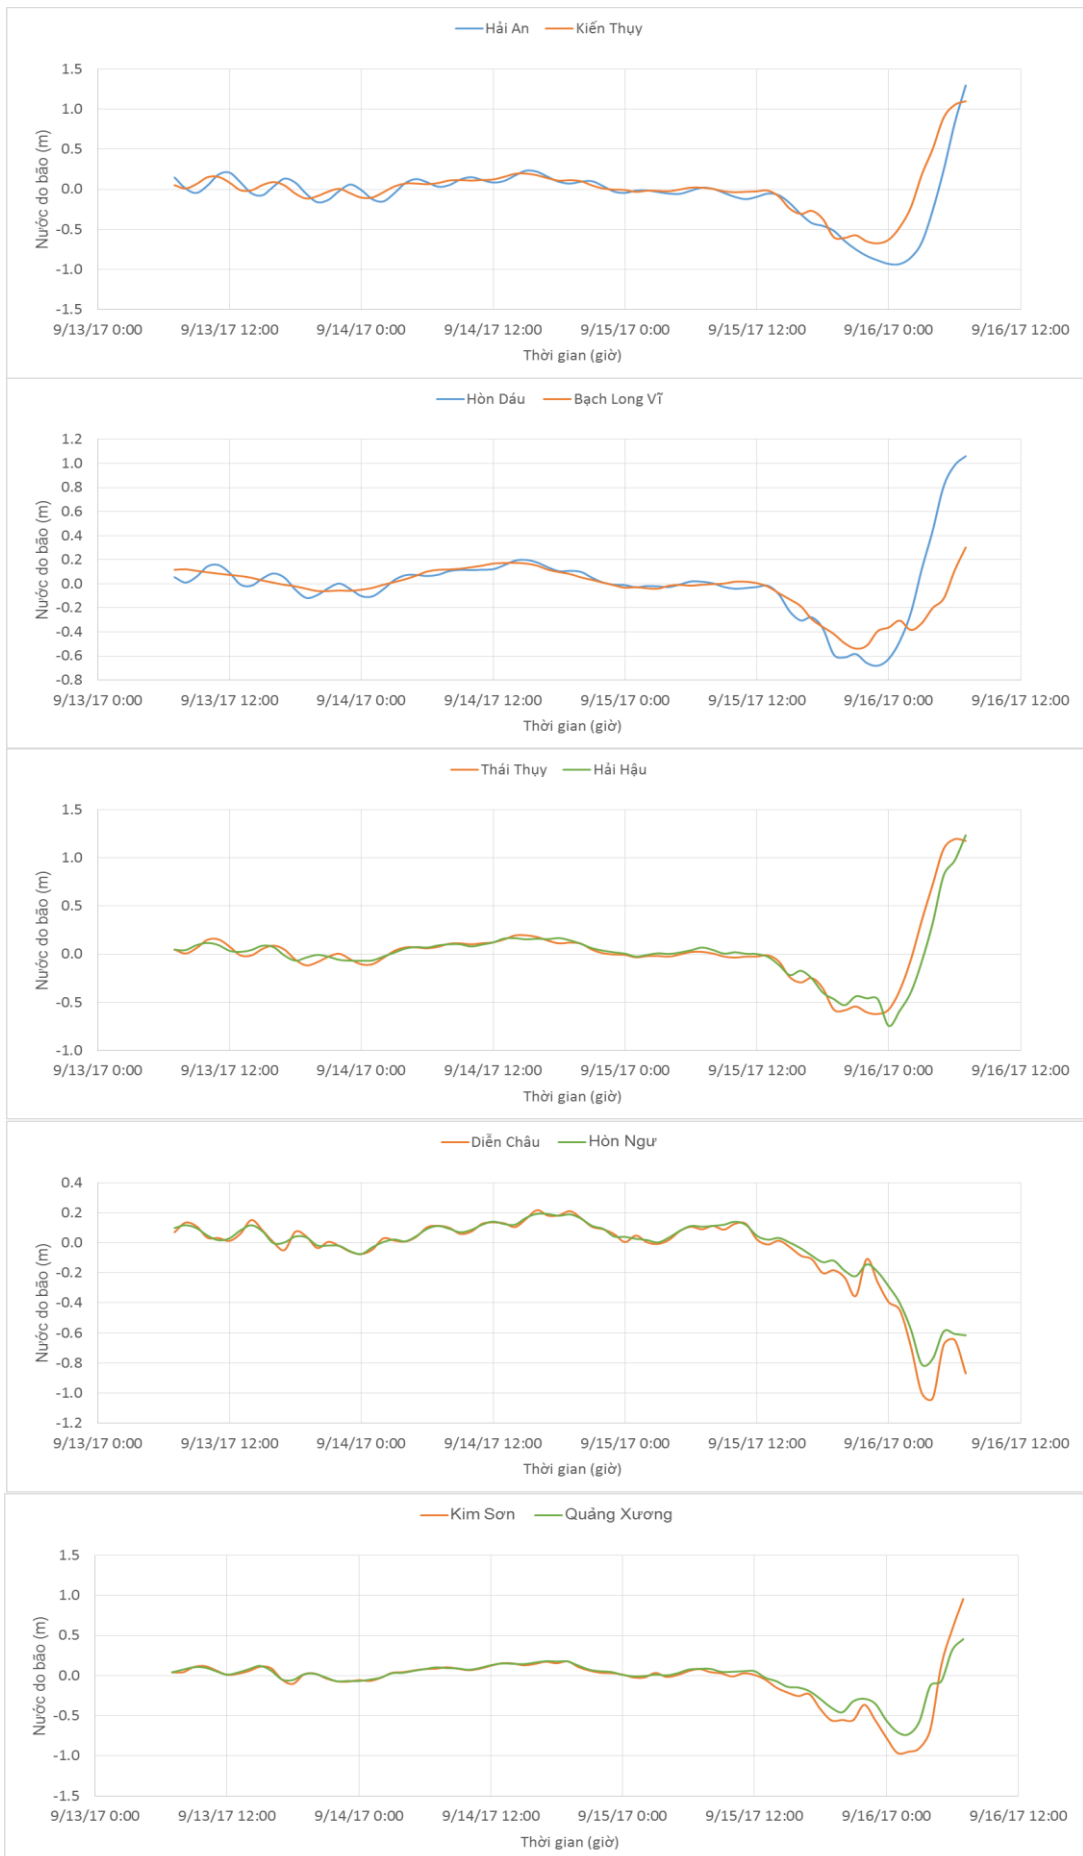 Hải An Kiến Thụy
1.5
1.0
0.5
0.0
-0.5
-1.0
-1.5
Nước do bão (m)
9/13/17 0:00 9/13/17 12:00 9/14/17 0:00 9/14/17 12:00 9/15/17 0:00 9/15/17 12:00 9/16/17 0:00 9/16/17 12:00
Thời gian (giờ)
Hòn Dáu Bạch Long Vĩ
1.2
1.0
0.8
0.6
0.4
0.2
0.0
-0.2
-0.4
-0.6
-0.8
Nước do bão (m)
9/13/17 0:00 9/13/17 12:00 9/14/17 0:00 9/14/17 12:00 9/15/17 0:00 9/15/17 12:00 9/16/17 0:00 9/16/17 12:00
Thời gian (giờ)
Thái Thụy Hải Hậu
1.5
1.0
0.5
0.0
-0.5
-1.0
Nước do bão (m)
9/13/17 0:00 9/13/17 12:00 9/14/17 0:00 9/14/17 12:00 9/15/17 0:00 9/15/17 12:00 9/16/17 0:00 9/16/17 12:00
Thời gian (giờ)
Diễn Châu Hòn Ngư
0.4
0.2
0.0
-0.2
-0.4
-0.6
-0.8
-1.0
-1.2
Nước do bão (m)
9/13/17 0:00 9/13/17 12:00 9/14/17 0:00 9/14/17 12:00 9/15/17 0:00 9/15/17 12:00 9/16/17 0:00 9/16/17 12:00
Thời gian (giờ)
Kim Sơn Quảng Xương
1.5
1.0
0.5
0.0
-0.5
-1.0
-1.5
Nước do bão (m)
9/13/17 0:00 9/13/17 12:00 9/14/17 0:00 9/14/17 12:00 9/15/17 0:00 9/15/17 12:00 9/16/17 0:00 9/16/17 12:00
Thời gian (giờ)